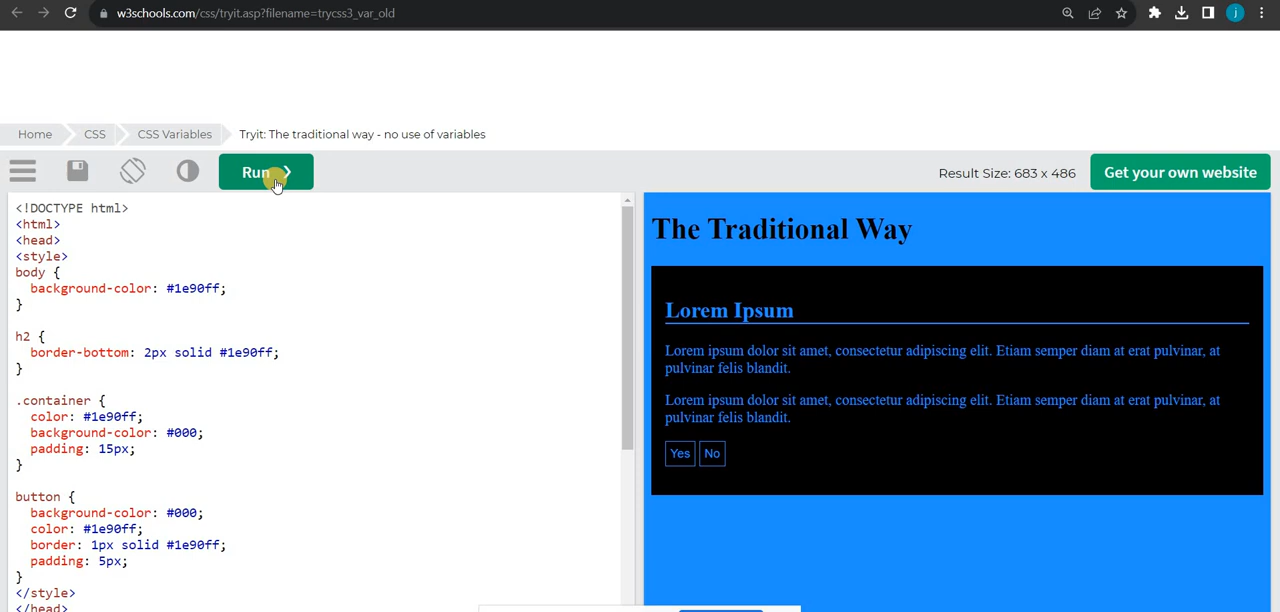 w3schools.com/css/tryit.asp?filename=trycss3_var_old
j
Home
CSS
CSS Variables
Tryit: The traditional way - no use of variables
Run ❯
Result Size: 683 x 486
Get your own website
<!DOCTYPE html>
<html>
<head>
<style>
body {
  background-color: #1e90ff;
}
h2 {
  border-bottom: 2px solid #1e90ff;
}
.container {
  color: #1e90ff;
  background-color: #000;
  padding: 15px;
}
button {
  background-color: #000;
  color: #1e90ff;
  border: 1px solid #1e90ff;
  padding: 5px;
}
</style>
</head>
The Traditional Way
Lorem Ipsum
Lorem ipsum dolor sit amet, consectetur adipiscing elit. Etiam semper diam at erat pulvinar, at
pulvinar felis blandit.
Lorem ipsum dolor sit amet, consectetur adipiscing elit. Etiam semper diam at erat pulvinar, at
pulvinar felis blandit.
Yes
No